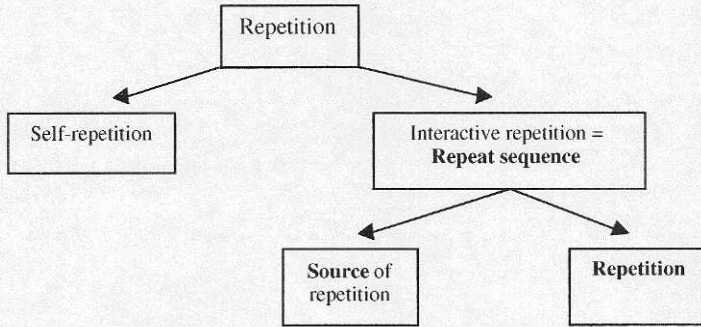 Repetition
Self-repetition
Interactive repetition =
Repeat sequence
Source of
repetition
Repetition